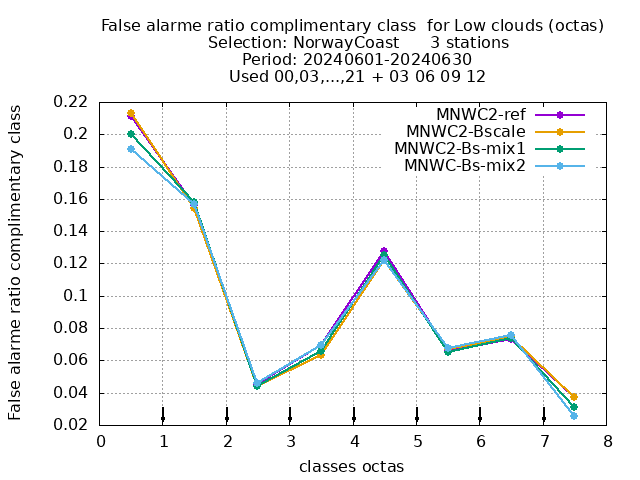 False alarme ratio complimentary class  for Low clouds (octas)
Selection: NorwayCoast      3 stations
Period: 20240601-20240630
Used 00,03,...,21 + 03 06 09 12
False alarme ratio complimentary class
0.22
0.2
0.18
0.16
0.14
0.12
0.1
0.08
0.06
0.04
0.02
MNWC2-ref
MNWC2-Bscale
MNWC2-Bs-mix1
MNWC-Bs-mix2
0 1 2 3 4 5 6 7 8
classes octas